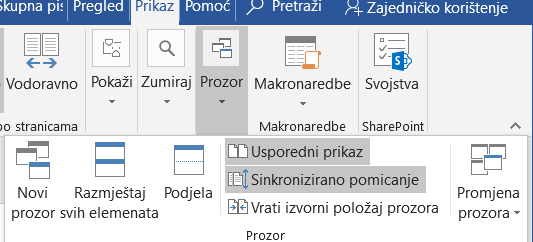 Skupna pis Pregled Prikaz Pomoć Pretraži Zajedničko korištenje
Vodoravno Pokaži Zumiraj Prozor Makronaredbe Svojstva
po stranicama Makronaredbe SharePoint
Usporedni prikaz
Sinkronizirano pomicanje
Vrati izvorni položaj prozora
Novi Razmještaj Podjela Promjena
prozor svih elemenata prozora
Prozor